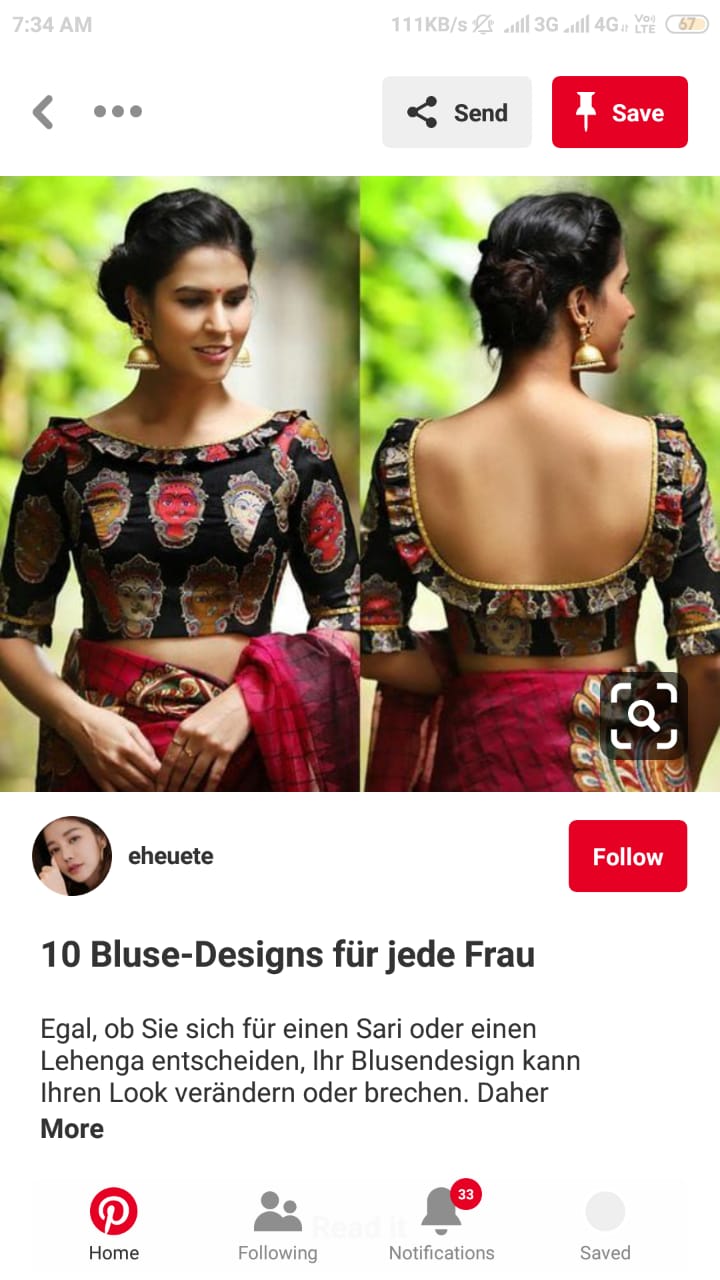 7:34 AM 111KB/s 3G 4G VoLTE 67
Send Save
eheuete
Follow
10 Bluse-Designs für jede Frau
Egal, ob Sie sich für einen Sari oder einen
Lehenga entscheiden, Ihr Blusendesign kann
Ihren Look verändern oder brechen. Daher
More
33
Read it
Home Following Notifications Saved